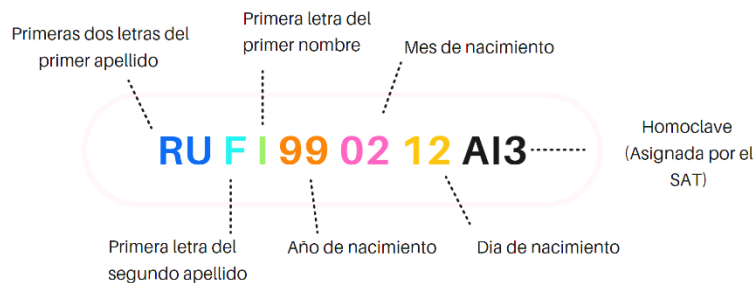 Primeras dos letras del
primer apellido
Primera letra del
primer nombre
Mes de nacimiento
RU F I 99 02 12 AI3
Homoclave
(Asignada por el
SAT)
Primera letra del
segundo apellido
Año de nacimiento
Dia de nacimiento